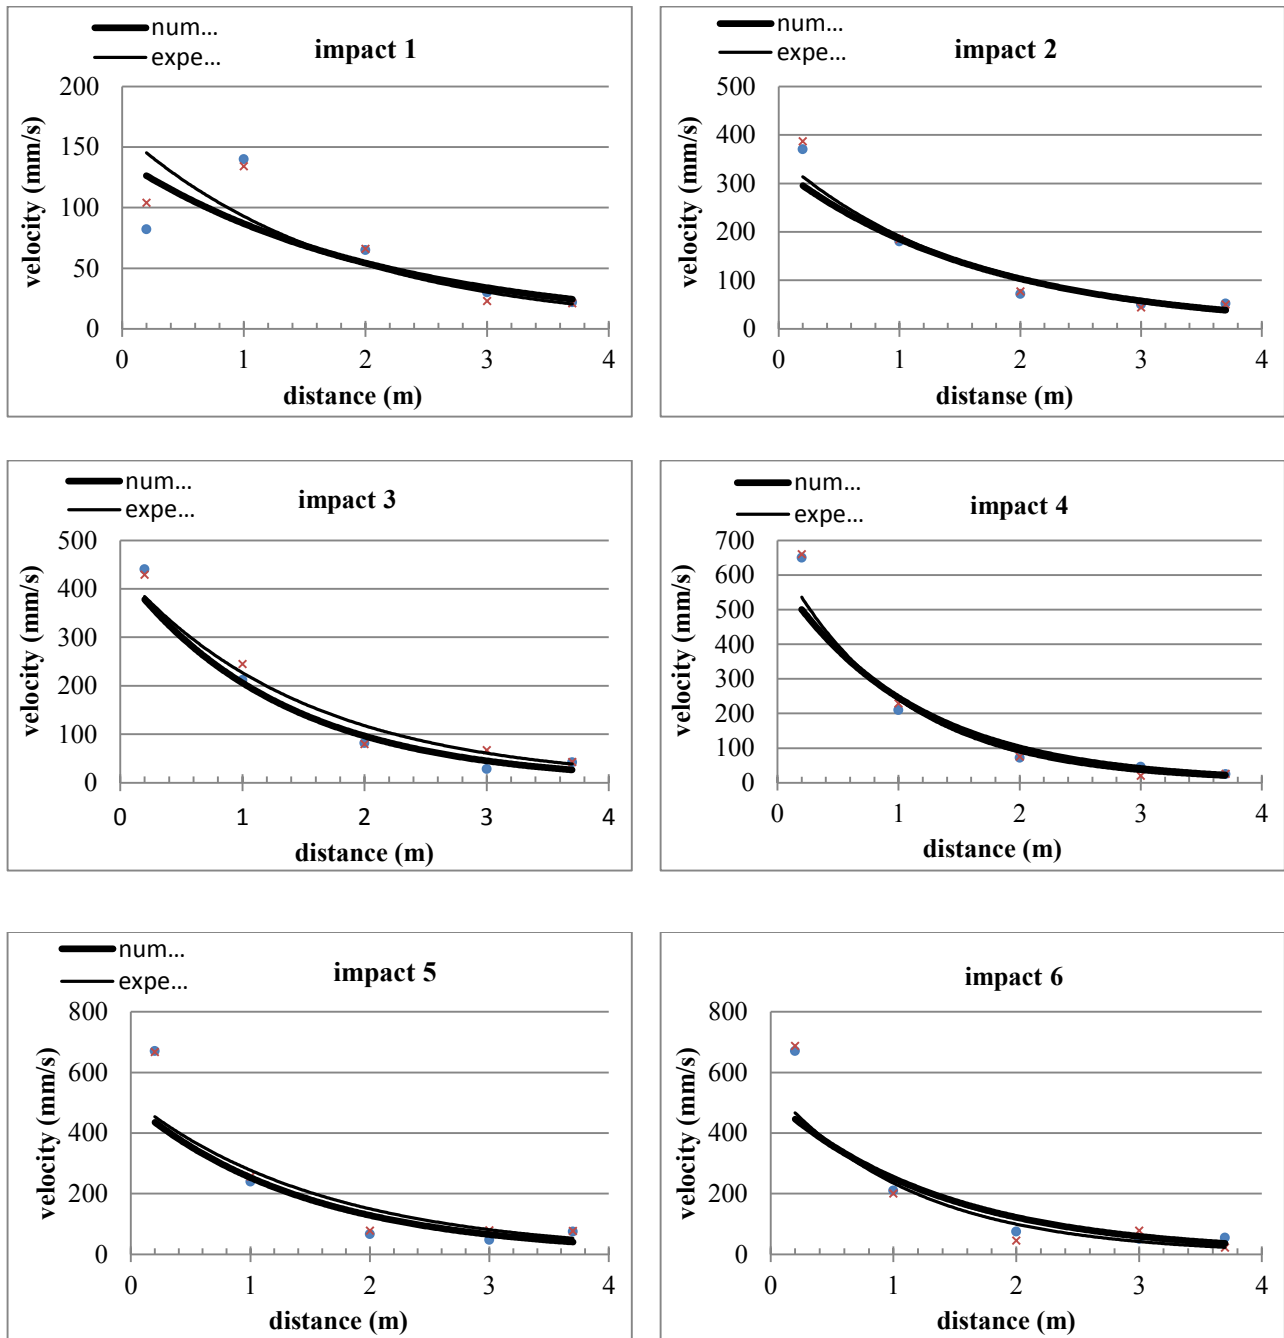 num...
expe...
impact 1
velocity (mm/s)
200
150
100
50
0
0 1 2 3 4
distance (m)
num...
expe...
impact 2
velocity (mm/s)
500
400
300
200
100
0
0 1 2 3 4
distanse (m)
num...
expe...
impact 3
velocity (mm/s)
500
400
300
200
100
0
0 1 2 3 4
distance (m)
num...
expe...
impact 4
velocity (mm/s)
700
600
500
400
300
200
100
0
0 1 2 3 4
distance (m)
num...
expe...
impact 5
velocity (mm/s)
800
600
400
200
0
0 1 2 3 4
distance (m)
impact 6
velocity (mm/s)
800
600
400
200
0
0 1 2 3 4
distance (m)